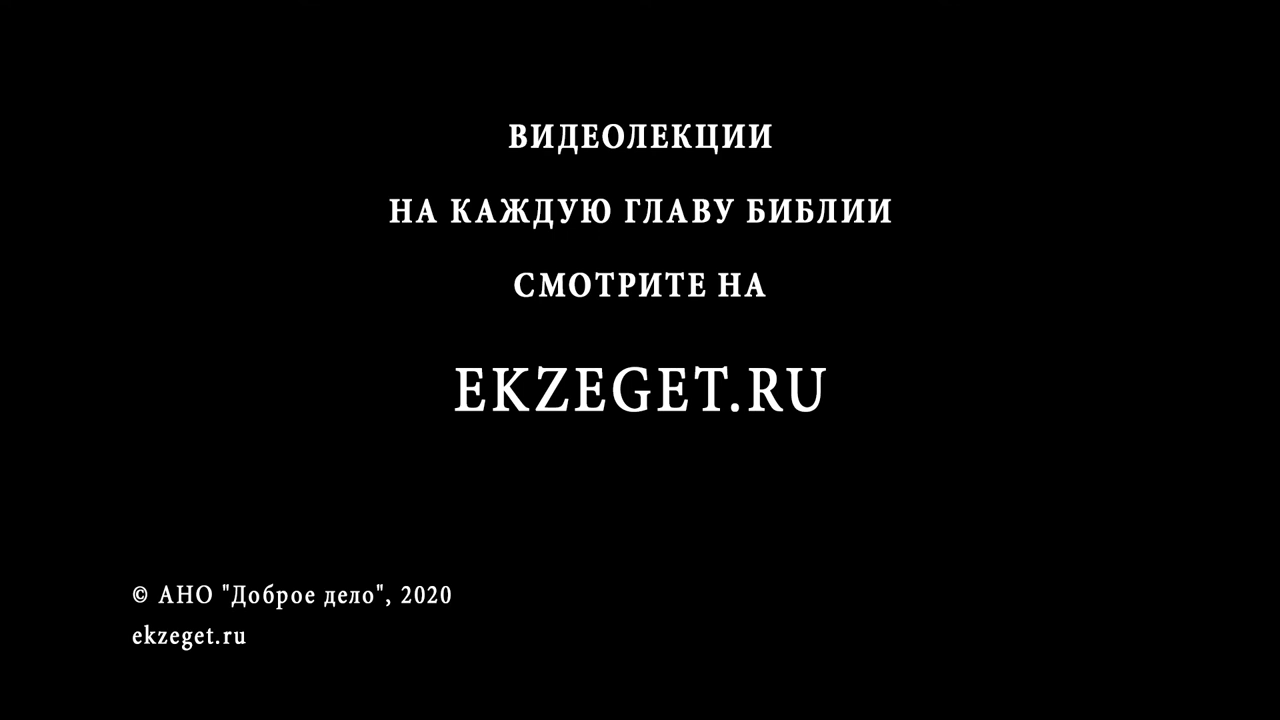 ВИДЕОЛЕКЦИИ
НА КАЖДУЮ ГЛАВУ БИБЛИИ
СМОТРИТЕ НА
EKZEGET.RU
© АНО "Доброе дело", 2020
ekzeget.ru